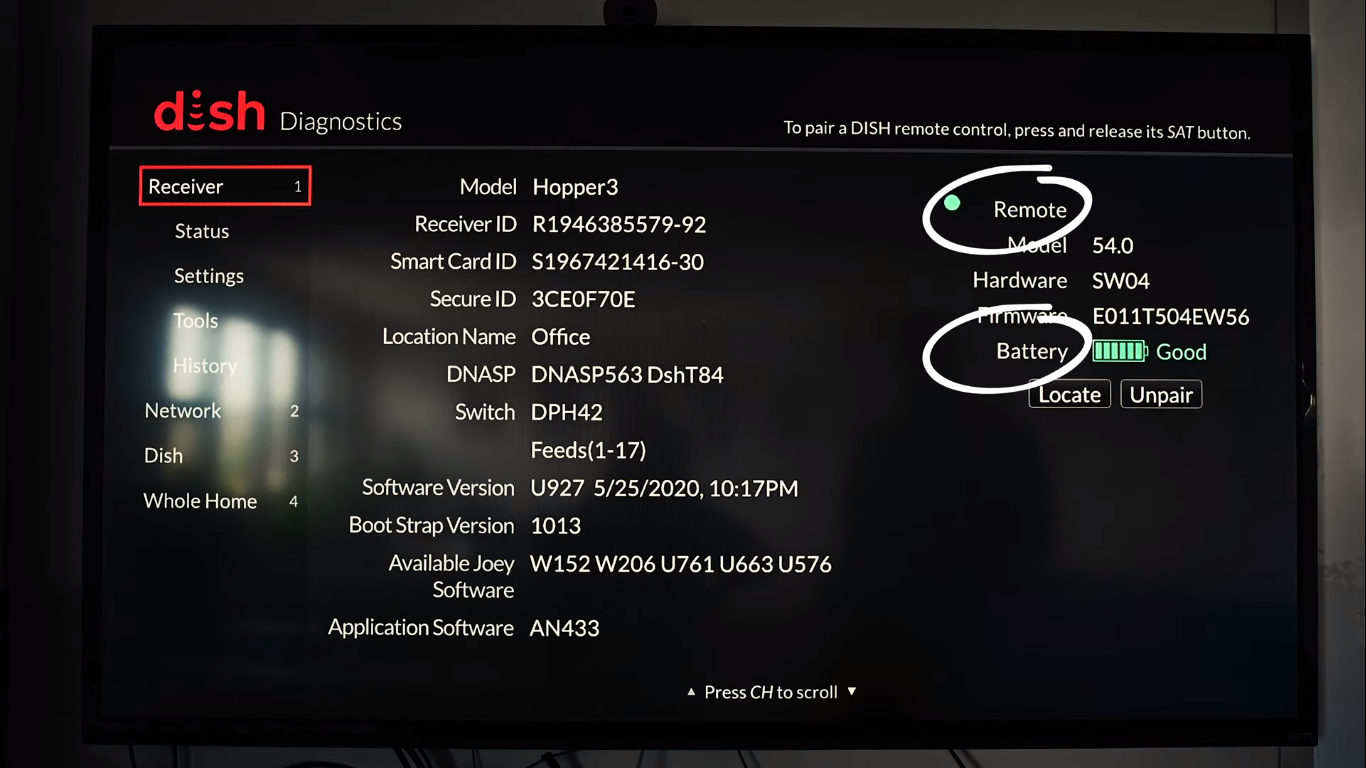 dish Diagnostics
To pair a DISH remote control, press and release its SAT button.
Receiver 1
Status
Settings
Tools
History
Network 2
Dish 3
Whole Home 4
Model Hopper3
Receiver ID R1946385579-92
Smart Card ID S1967421416-30
Secure ID 3CE0F70E
Location Name Office
DNASP DNASP563 DshT84
Switch DPH42
Feeds(1-17)
Software Version U927 5/25/2020, 10:17PM
Boot Strap Version 1013
Available Joey W152 W206 U761 U663 U576
Software
Application Software AN433
Remote
Model 54.0
Hardware SW04
Firmware E011T504EW56
Battery Good
Locate Unpair
▲ Press CH to scroll ▼